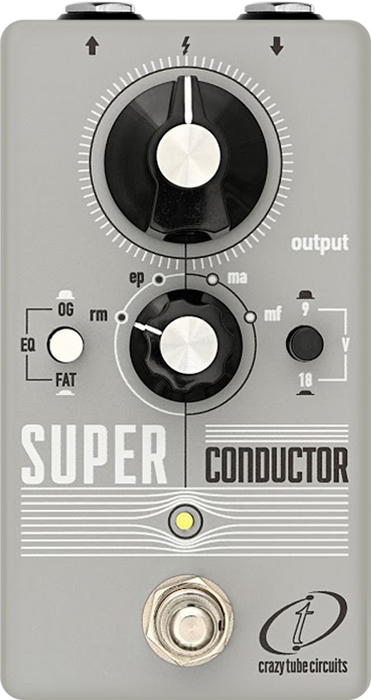 output
ep
ma
rm
mf
OG
9
EQ
V
FAT
18
SUPER CONDUCTOR
t
crazy tube circuits